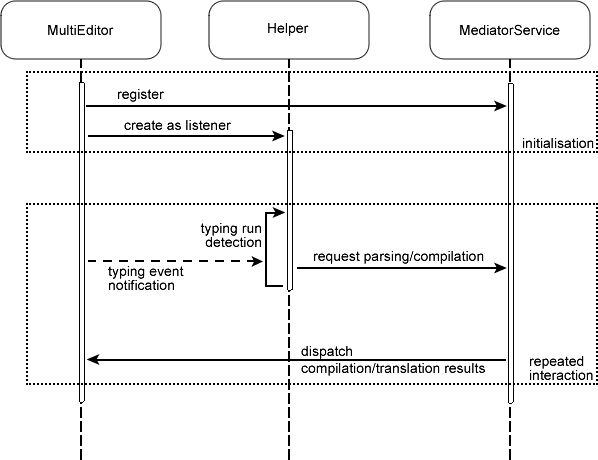 MultiEditor
Helper
MediatorService
register
create as listener
initialisation
typing run
detection
request parsing/compilation
typing event
notification
dispatch
compilation/translation results
repeated
interaction